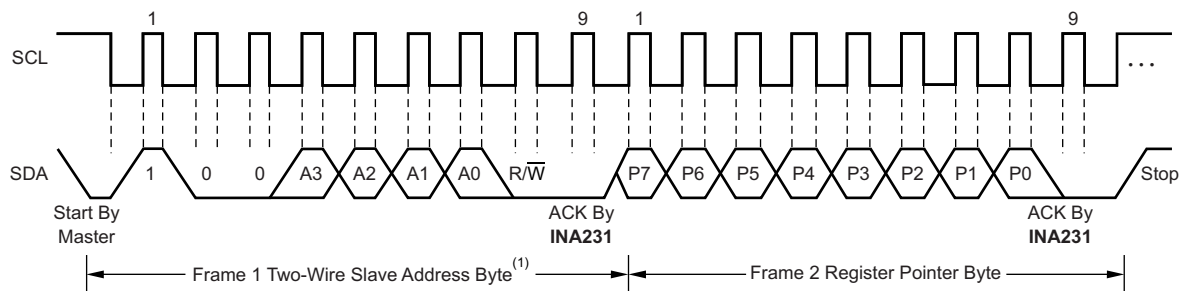 1 9 1 9
SCL
...
SDA 1 0 0 A3 A2 A1 A0 R/W̅ P7 P6 P5 P4 P3 P2 P1 P0 Stop
Start By
Master
ACK By
INA231
ACK By
INA231
Frame 1 Two-Wire Slave Address Byte(1)
Frame 2 Register Pointer Byte